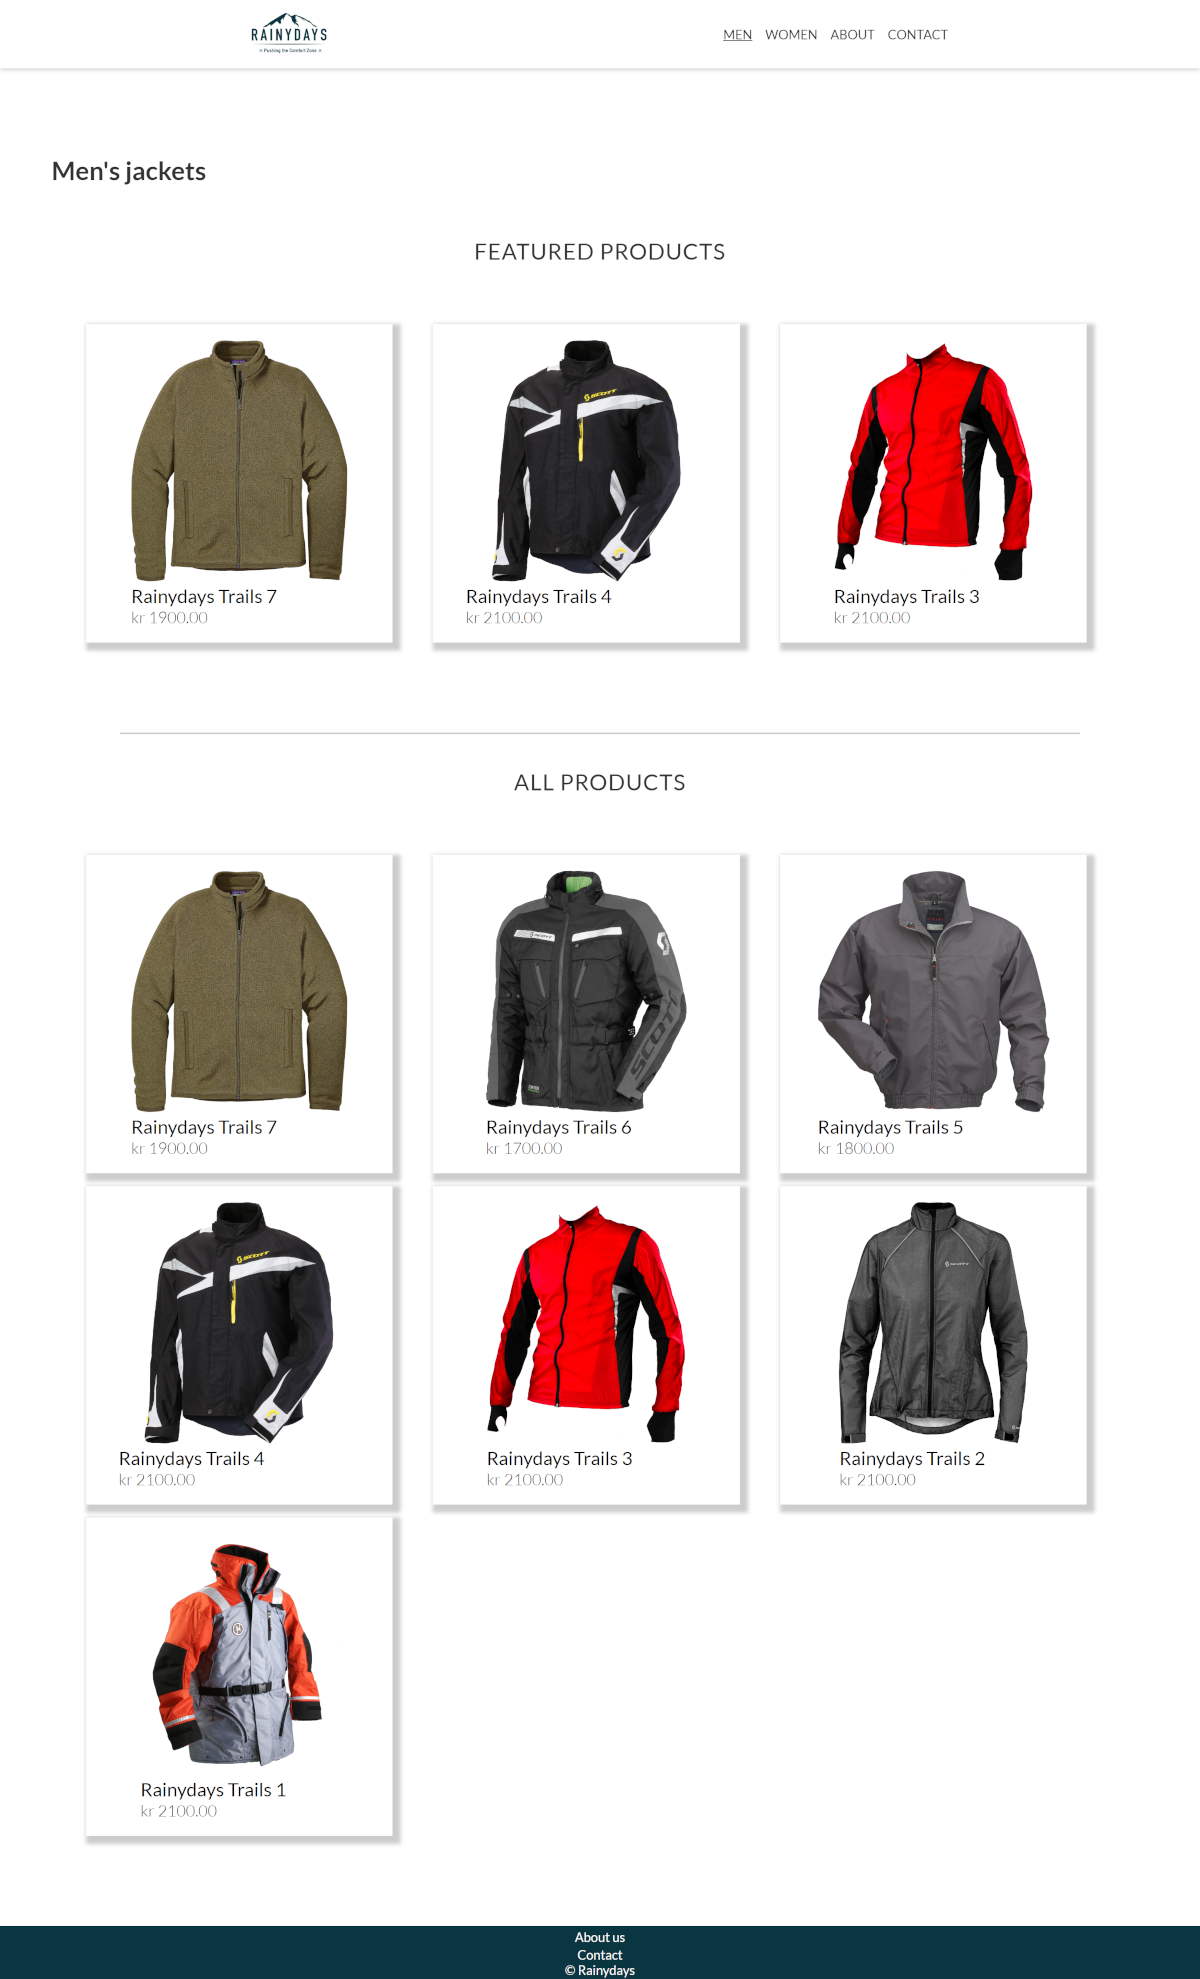 RAINYDAYS
Pushing the Comfort Zone
MEN WOMEN ABOUT CONTACT
Men's jackets
FEATURED PRODUCTS
SCOTT
Rainydays Trails 7
kr 1900.00
Rainydays Trails 4
kr 2100.00
Rainydays Trails 3
kr 2100.00
ALL PRODUCTS
SCOTT
SCOTT
Rainydays Trails 7
kr 1900.00
Rainydays Trails 6
kr 1700.00
Rainydays Trails 5
kr 1800.00
SCOTT
SCOTT
Rainydays Trails 4
kr 2100.00
Rainydays Trails 3
kr 2100.00
Rainydays Trails 2
kr 2100.00
Rainydays Trails 1
kr 2100.00
About us
Contact
© Rainydays